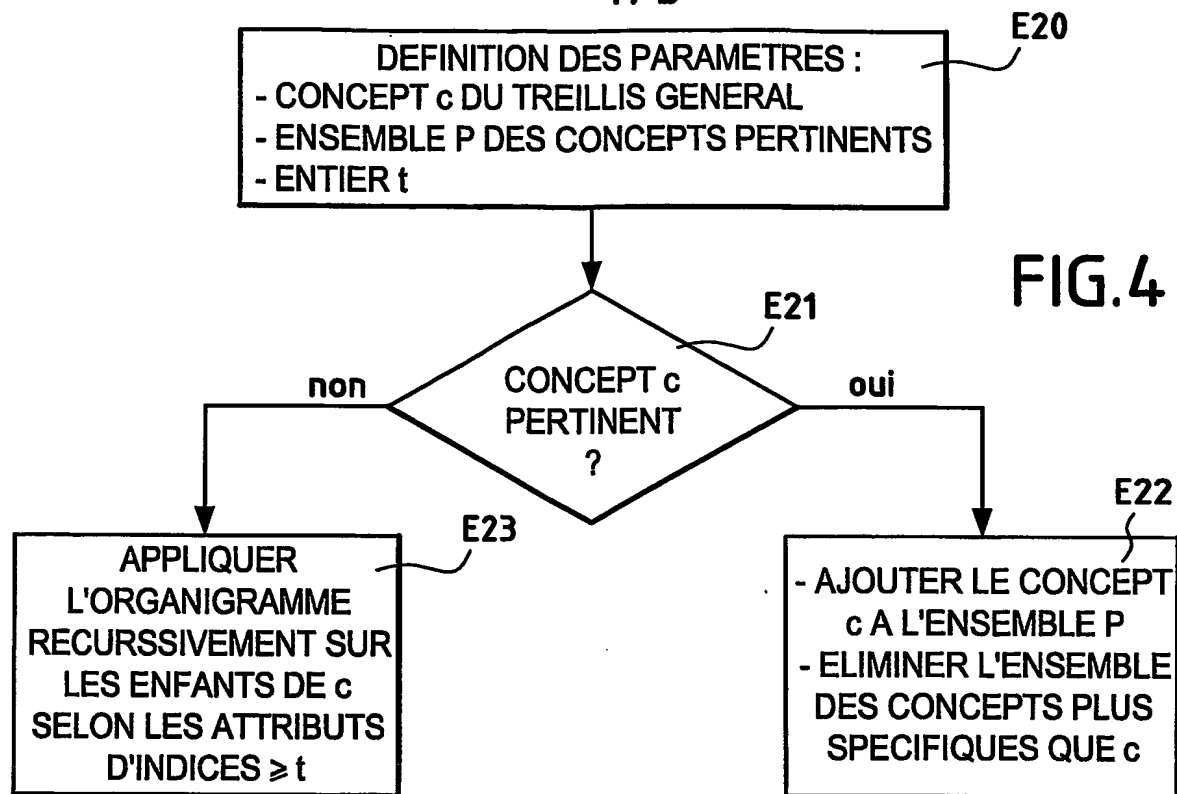 E20
DEFINITION DES PARAMETRES :
- CONCEPT c DU TREILLIS GENERAL
- ENSEMBLE P DES CONCEPTS PERTINENTS
- ENTIER t
FIG.4
E21
CONCEPT c
PERTINENT
?
non
oui
E23
APPLIQUER
L'ORGANIGRAMME
RECURSSIVEMENT SUR
LES ENFANTS DE c
SELON LES ATTRIBUTS
D'INDICES ⩾ t
E22
- AJOUTER LE CONCEPT
c A L'ENSEMBLE P
- ELIMINER L'ENSEMBLE
DES CONCEPTS PLUS
SPECIFIQUES QUE c